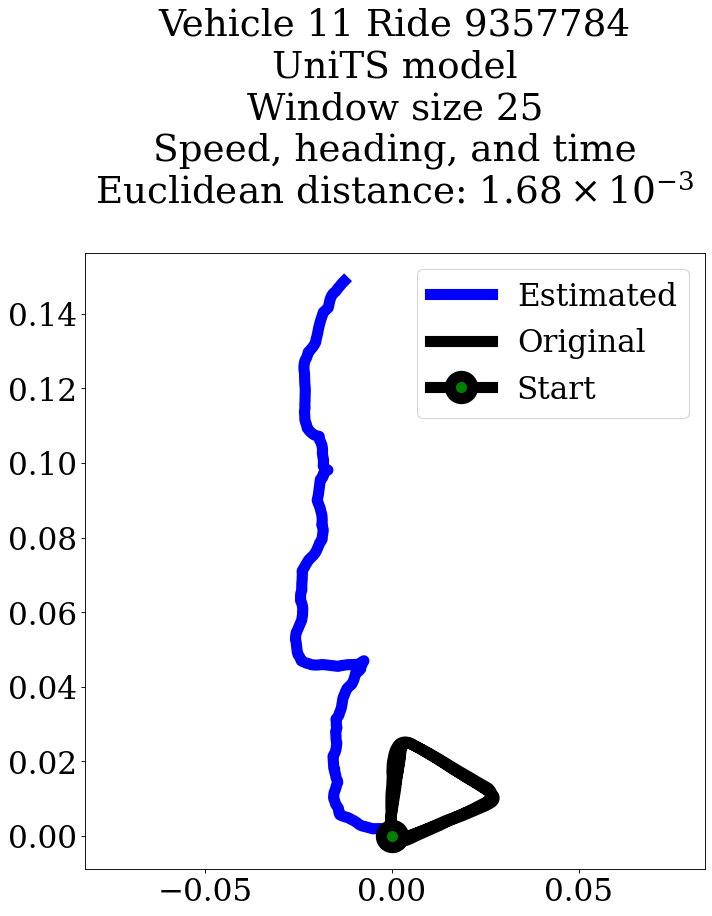 Vehicle 11 Ride 9357784
UniTS model
Window size 25
Speed, heading, and time
Euclidean distance: 1.68 × 10⁻³
Estimated
Original
Start
0.14
0.12
0.10
0.08
0.06
0.04
0.02
0.00
−0.05 0.00 0.05